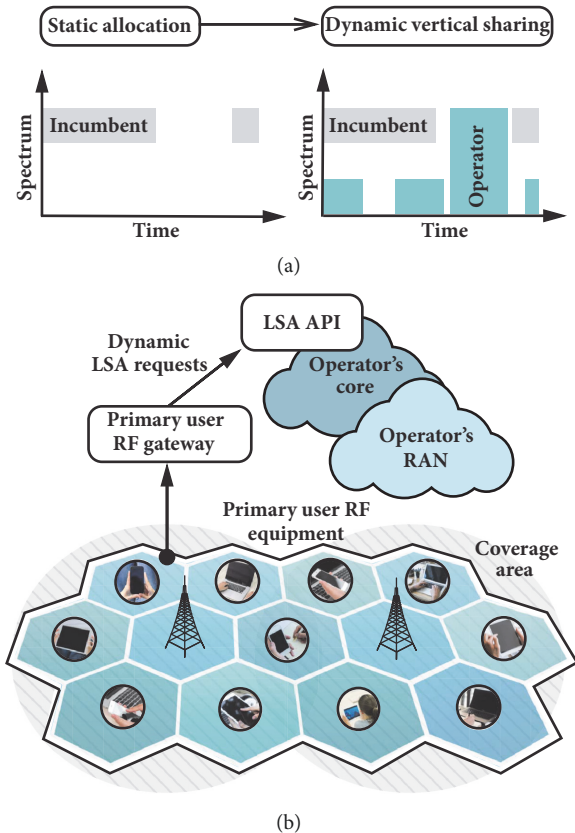 Static allocation
Dynamic vertical sharing
Spectrum
Incumbent
Time
Spectrum
Incumbent
Operator
Time
(a)
LSA API
Dynamic
LSA requests
Operator's
core
Primary user
RF gateway
Operator's
RAN
Primary user RF
equipment
Coverage
area
(b)